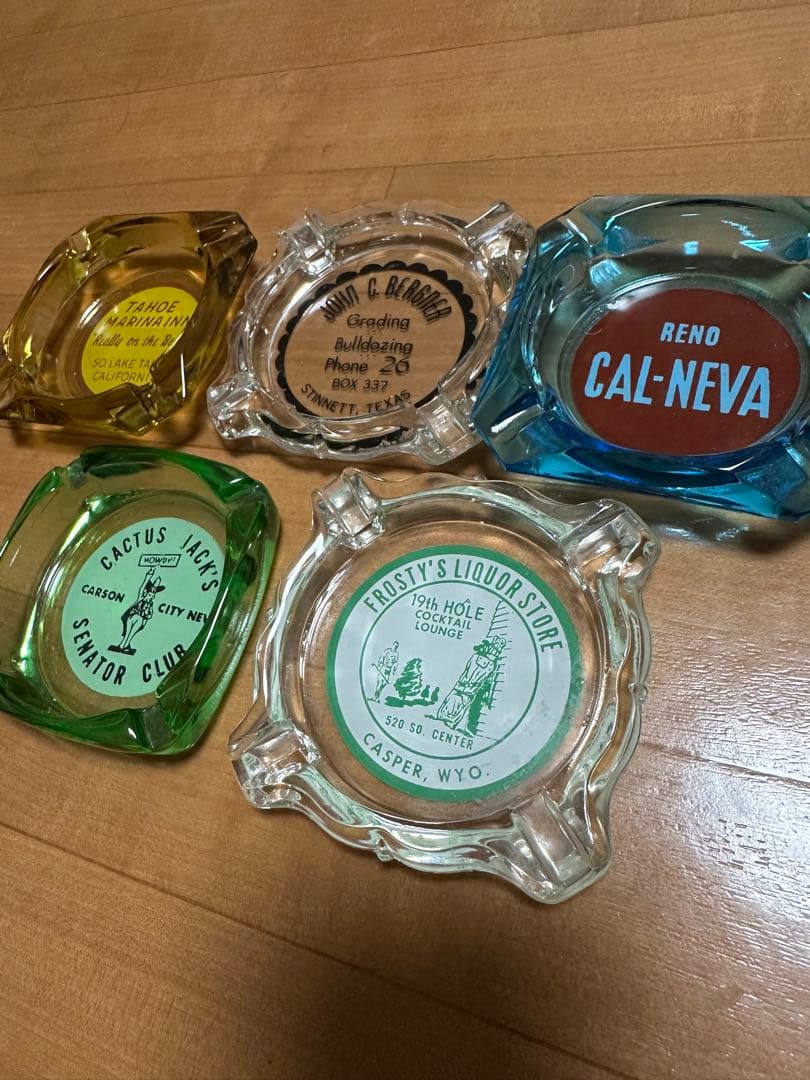 TAHOE
MARINA INN
"Really on the
SO. LAKE
CALIFORNI
JOHN C. BERGNER
Grading
Bulldozing
Phone 26
BOX 337
STINNETT, TEXAS
RENO
CAL-NEVA
CACTUS JACK'S
HOWDY!
CARSON CITY NEV
SENATOR CLUB
FROSTY'S LIQUOR STORE
19th HOLE
COCKTAIL
LOUNGE
520 SO. CENTER
CASPER, WYO.